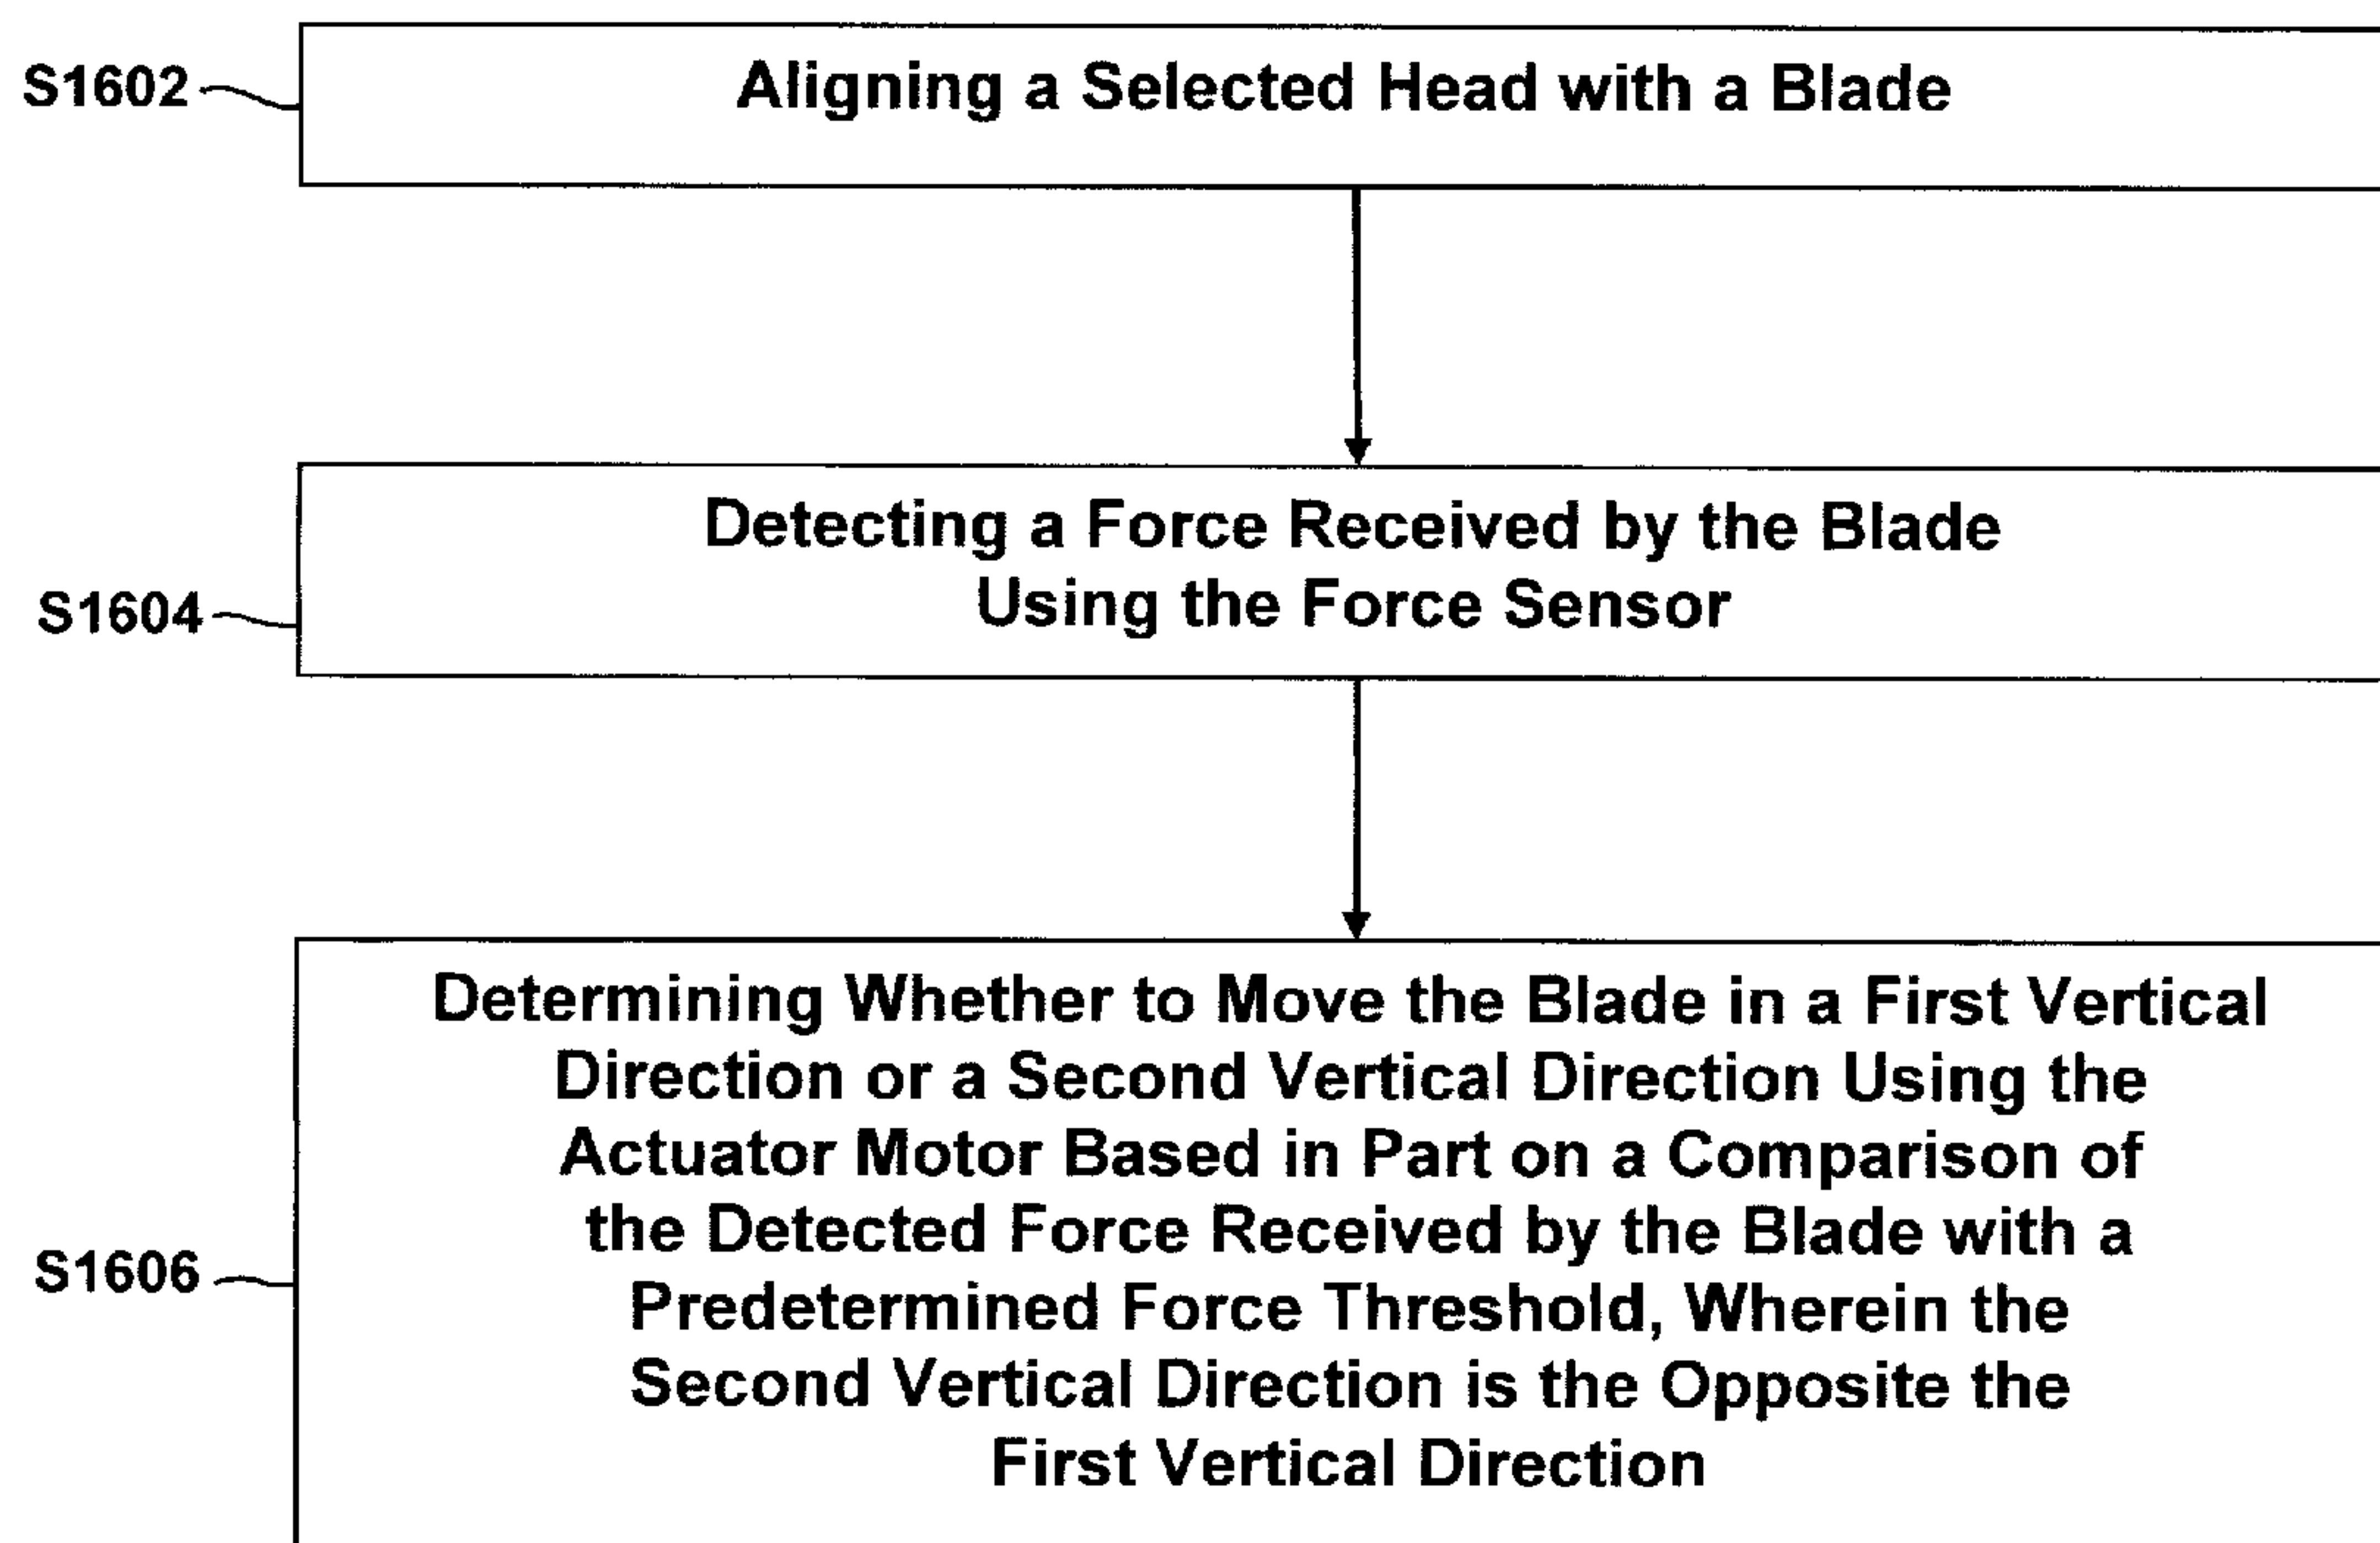 S1602
Aligning a Selected Head with a Blade
Detecting a Force Received by the Blade
Using the Force Sensor
S1604
Determining Whether to Move the Blade in a First Vertical
Direction or a Second Vertical Direction Using the
Actuator Motor Based in Part on a Comparison of
the Detected Force Received by the Blade with a
S1606
Predetermined Force Threshold, Wherein the
Second Vertical Direction is the Opposite the
First Vertical Direction